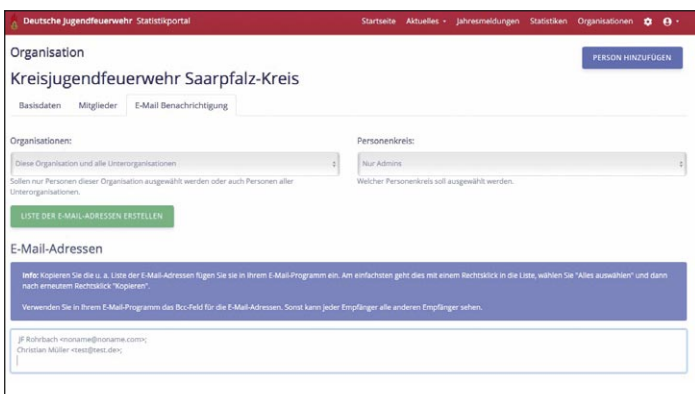 Deutsche Jugendfeuerwehr Statistikportal
Startseite Aktuelles Jahresmeldungen Statistiken Organisationen
Organisation
PERSON HINZUFÜGEN
Kreisjugendfeuerwehr Saarpfalz-Kreis
Basisdaten Mitglieder E-Mail Benachrichtigung
Organisationen: Personenkreis:
Diese Organisation und alle Unterorganisationen Nur Admins
Sollen nur Personen dieser Organisation ausgewählt werden oder auch Personen aller Welcher Personenkreis soll ausgewählt werden.
Unterorganisationen.
LISTE DER E-MAIL-ADRESSEN ERSTELLEN
E-Mail-Adressen
Info: Kopieren Sie die u. a. Liste der E-Mail-Adressen fügen Sie sie in Ihrem E-Mail-Programm ein. Am einfachsten geht dies mit einem Rechtsklick in die Liste, wählen Sie "Alles auswählen" und dann
nach erneutem Rechtsklick "Kopieren".
Verwenden Sie in Ihrem E-Mail-Programm das Bcc-Feld für die E-Mail-Adressen. Sonst kann jeder Empfänger alle anderen Empfänger sehen.
JF Rohrbach <noname@noname.com>;
Christian Müller <test@test.de>;